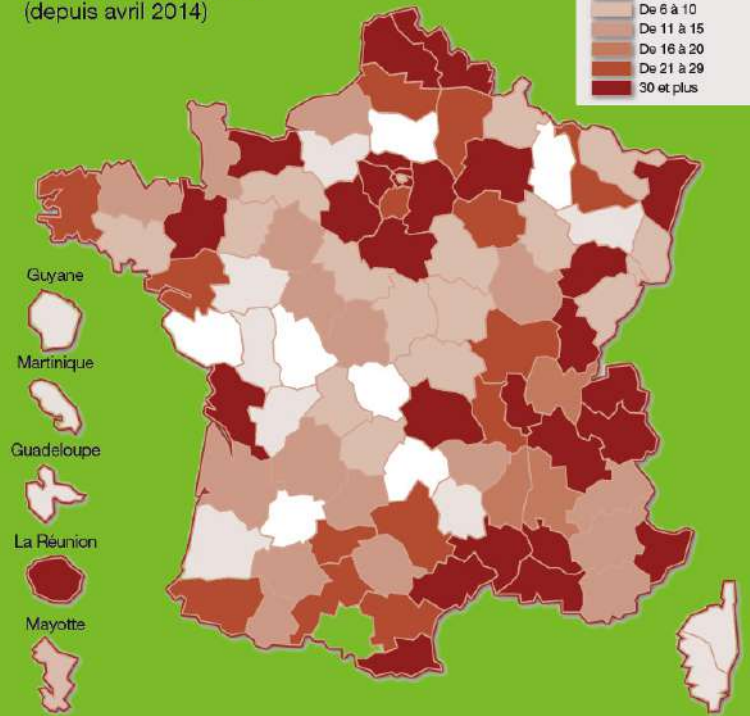 (depuis avril 2014)
De 6 à 10
De 11 à 15
De 16 à 20
De 21 à 29
30 et plus
Guyane
Martinique
Guadeloupe
La Réunion
Mayotte